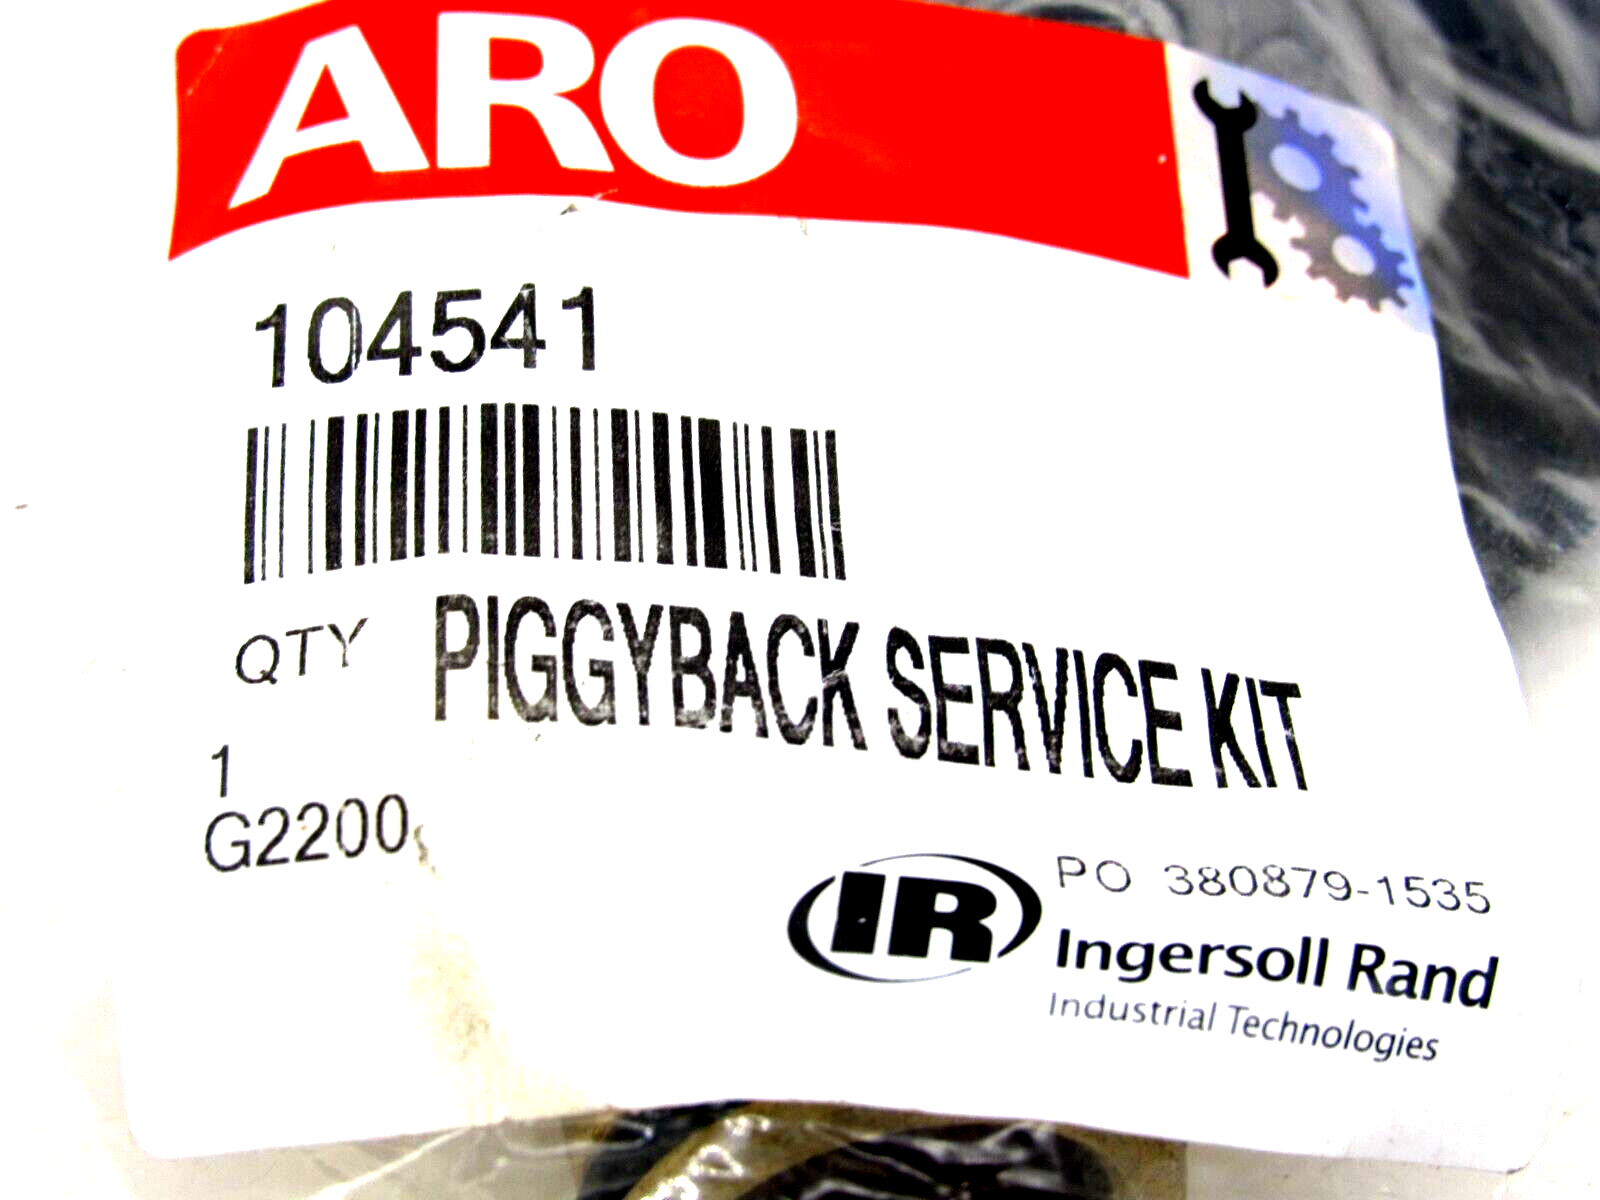 ARO
104541
QTY PIGGYBACK SERVICE KIT
1
G2200
PO 380879-1535
IR Ingersoll Rand
Industrial Technologies